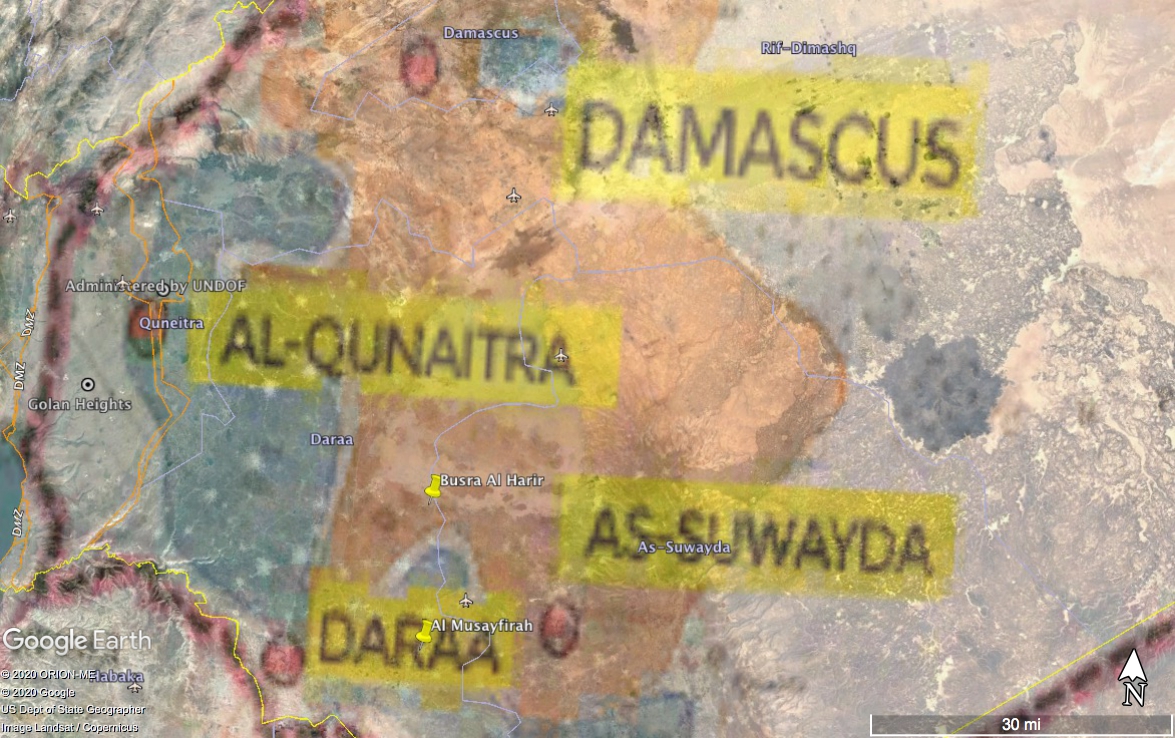 Damascus
Rif-Dimashq
DAMASCUS
Administered by UNDOF
Quneitra
AL-QUNAITRA
DMZ
DMZ
Golan Heights
Daraa
Busra Al Harir
DMZ
AS-SUWAYDA
As-Suwayda
DARAA
Al Musayfirah
Google Earth
© 2020 ORION-ME
© 2020 Google
US Dept of State Geographer
Image Landsat / Copernicus
N
30 mi